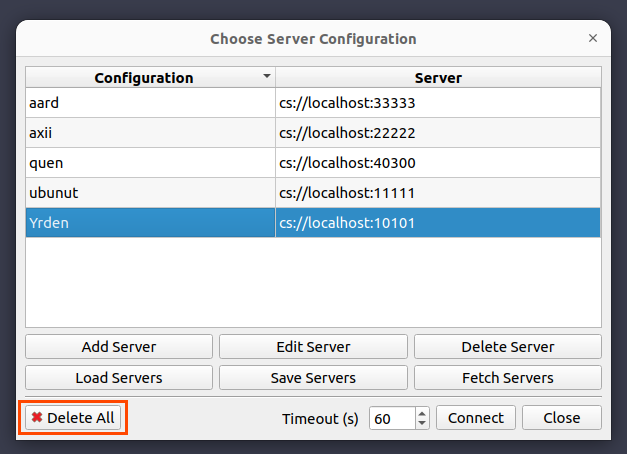 Choose Server Configuration
Configuration Server
aard cs://localhost:33333
axii cs://localhost:22222
quen cs://localhost:40300
ubunut cs://localhost:11111
Yrden cs://localhost:10101
Add Server Edit Server Delete Server
Load Servers Save Servers Fetch Servers
Delete All Timeout (s) 60 Connect Close